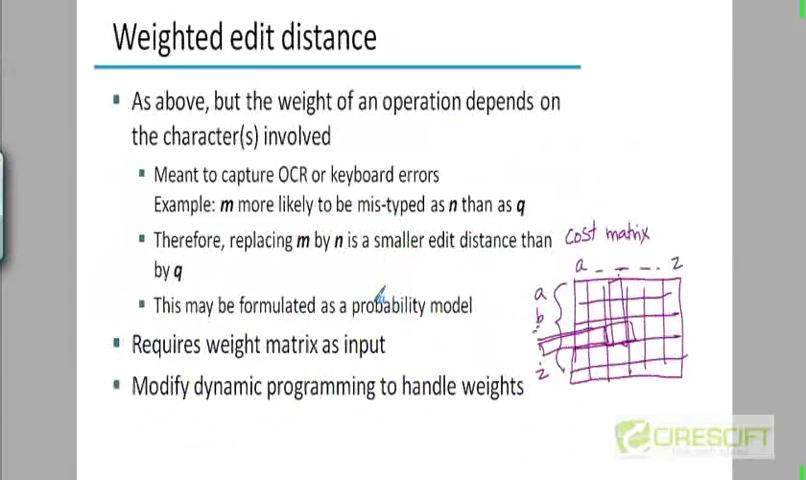 Weighted edit distance
▪ As above, but the weight of an operation depends on
the character(s) involved
▪ Meant to capture OCR or keyboard errors
Example: m more likely to be mis-typed as n than as q
▪ Therefore, replacing m by n is a smaller edit distance than
by q
▪ This may be formulated as a probability model
▪ Requires weight matrix as input
▪ Modify dynamic programming to handle weights
cost matrix
a _ _ _ . z
a
b
z